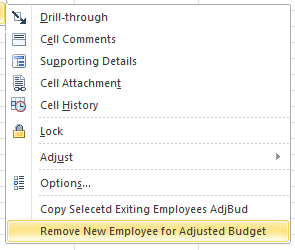 Drill-through
Cell Comments
Supporting Details
Cell Attachment
Cell History
Lock
Adjust
Options...
Copy Selecetd Exiting Employees AdjBud
Remove New Employee for Adjusted Budget